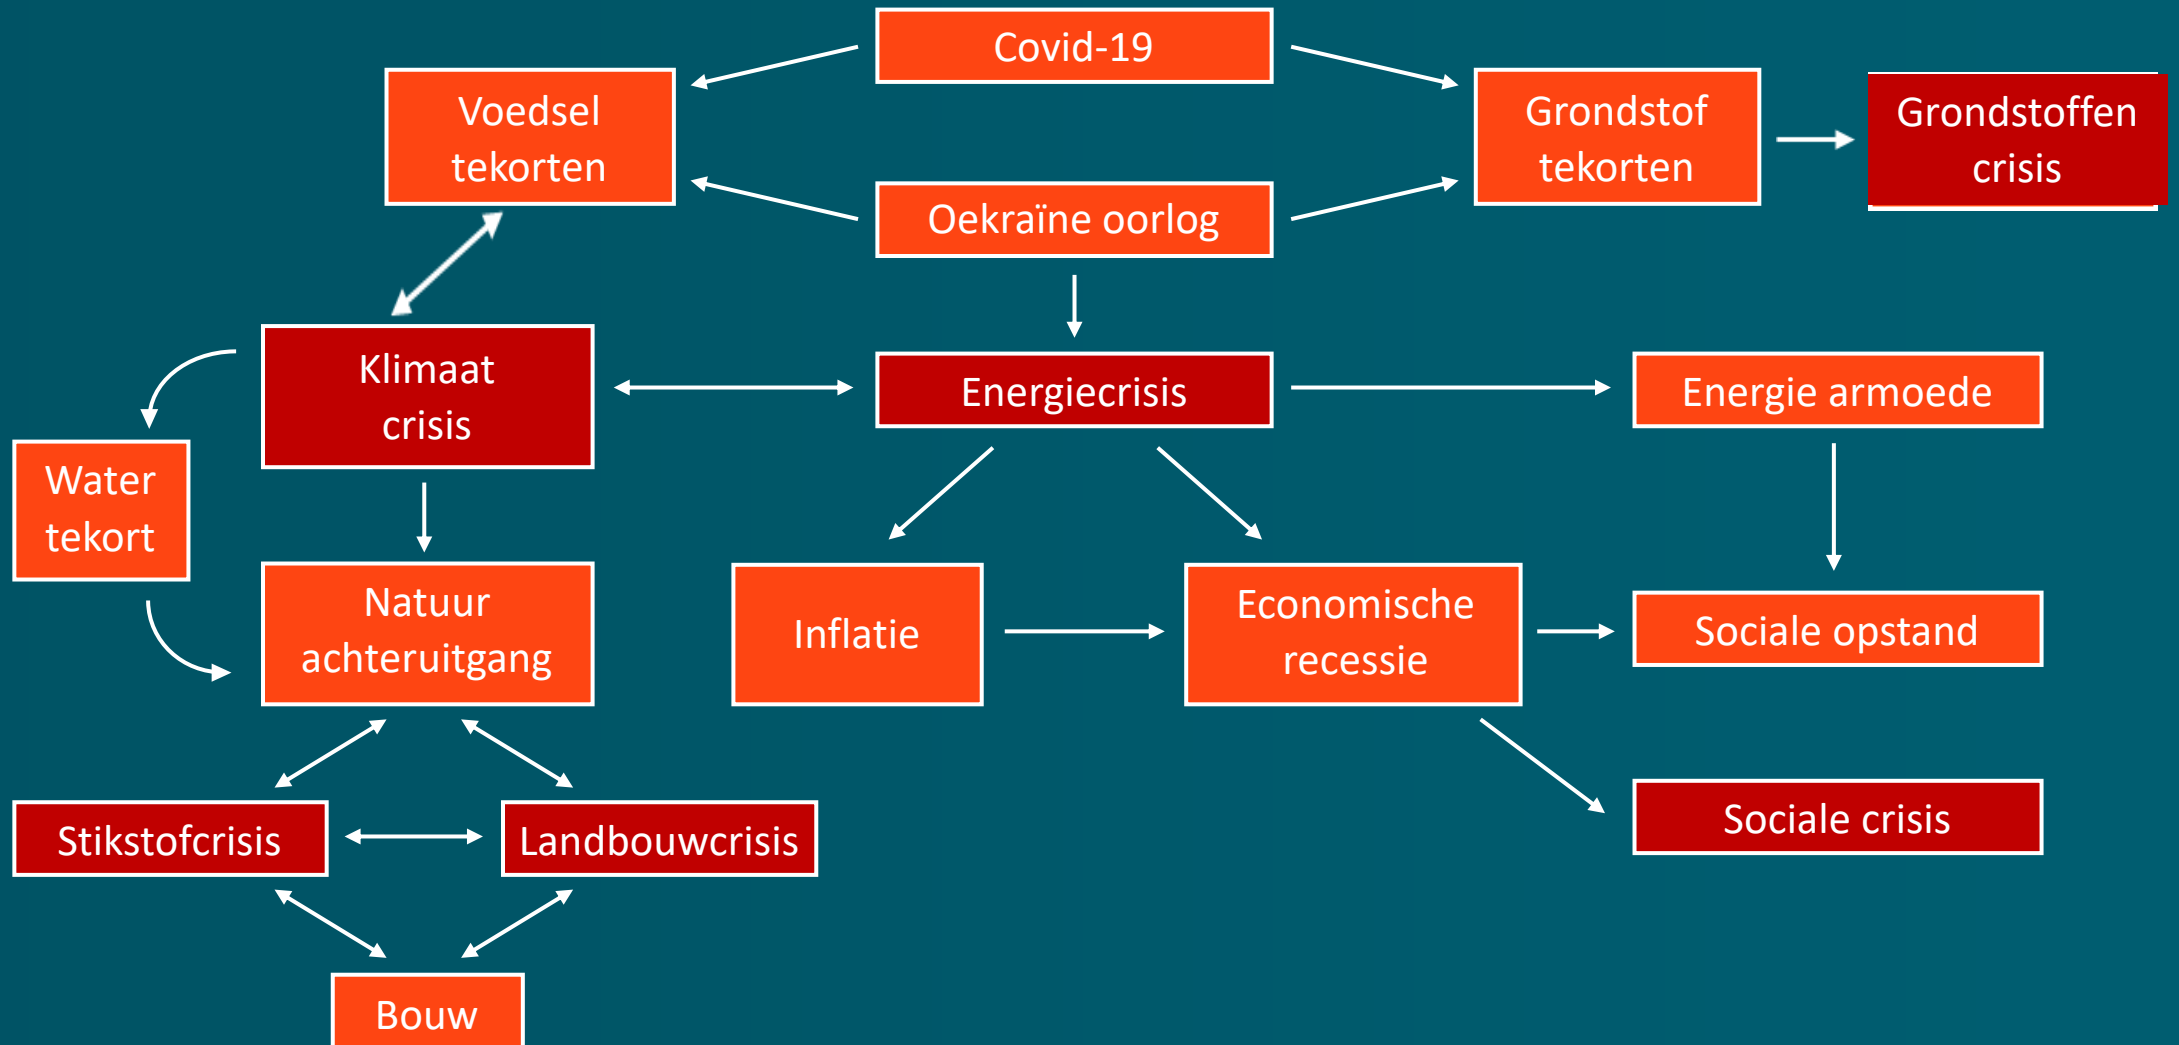 Covid-19
Voedsel
tekorten
Grondstof
tekorten
Grondstoffen
crisis
Oekraïne oorlog
Klimaat
crisis
Energiecrisis
Energie armoede
Water
tekort
Natuur
achteruitgang
Inflatie
Economische
recessie
Sociale opstand
Stikstofcrisis
Landbouwcrisis
Sociale crisis
Bouw